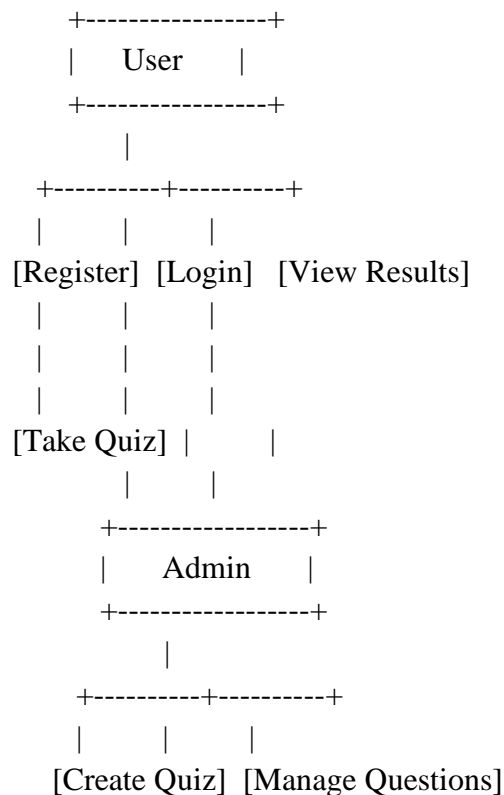 +-----------------+
| User |
+-----------------+
|
+----------+----------+
| | |
[Register] [Login] [View Results]
| | |
| | |
| | |
[Take Quiz] | |
| |
+------------------+
| Admin |
+------------------+
|
+----------+----------+
| | |
[Create Quiz] [Manage Questions]